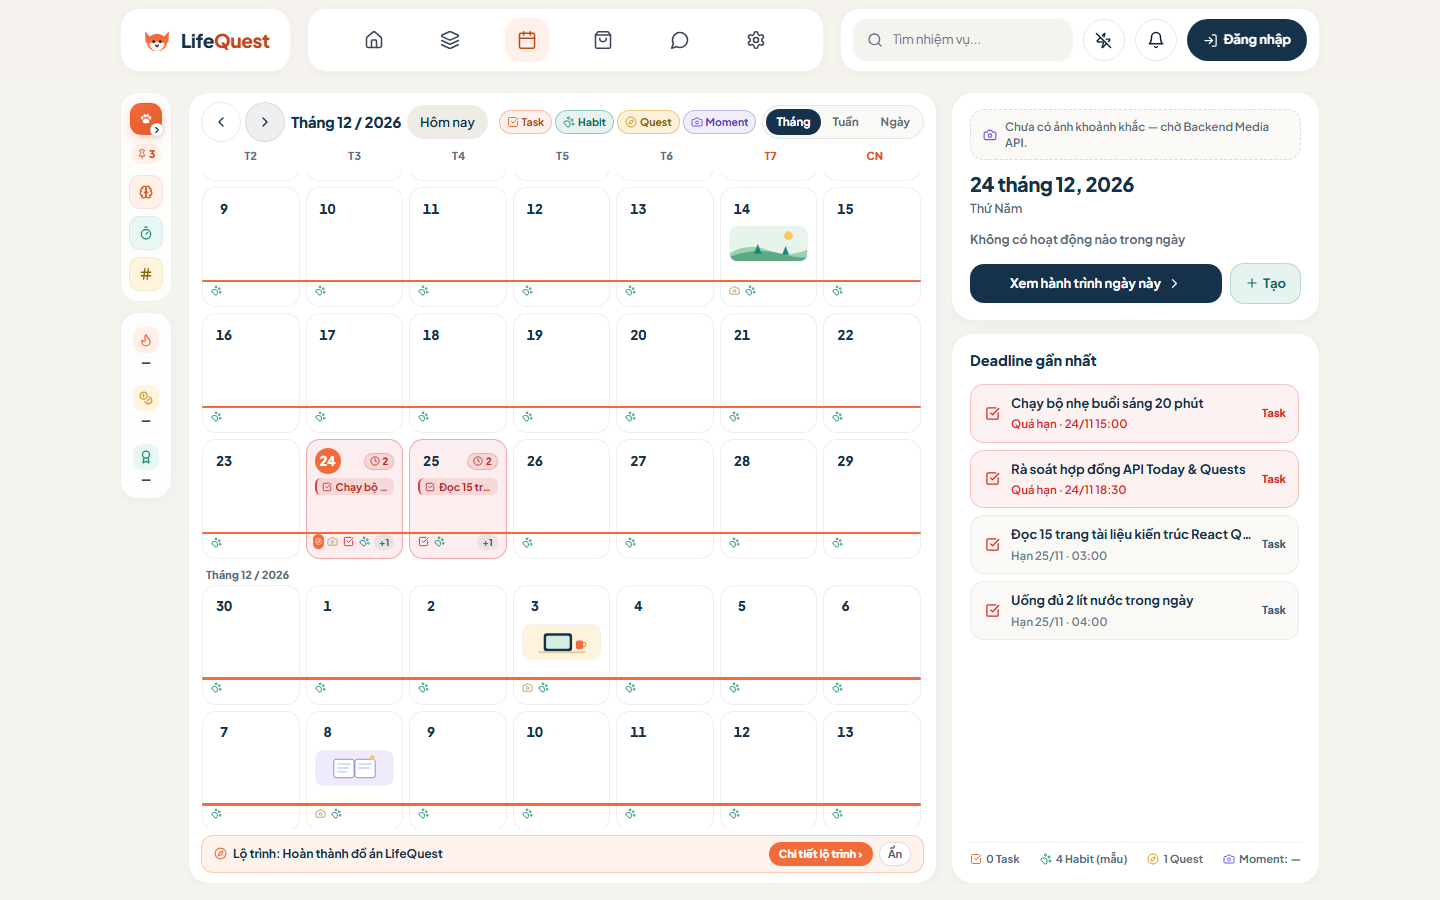 LifeQuest
Tìm nhiệm vụ...
Đăng nhập
3
–
–
–
Tháng 12 / 2026
Hôm nay
Task
Habit
Quest
Moment
Tháng
Tuần
Ngày
T2 T3 T4 T5 T6 T7 CN
9 10 11 12 13 14 15
16 17 18 19 20 21 22
23 24 2 25 2 26 27 28 29
Chạy bộ ... Đọc 15 tr...
+1 +1
Tháng 12 / 2026
30 1 2 3 4 5 6
7 8 9 10 11 12 13
Lộ trình: Hoàn thành đồ án LifeQuest
Chi tiết lộ trình ›
Ẩn
Chưa có ảnh khoảnh khắc — chờ Backend Media
API.
24 tháng 12, 2026
Thứ Năm
Không có hoạt động nào trong ngày
Xem hành trình ngày này
Tạo
Deadline gần nhất
Chạy bộ nhẹ buổi sáng 20 phút
Quá hạn · 24/11 15:00
Task
Rà soát hợp đồng API Today & Quests
Quá hạn · 24/11 18:30
Task
Đọc 15 trang tài liệu kiến trúc React Q...
Hạn 25/11 · 03:00
Task
Uống đủ 2 lít nước trong ngày
Hạn 25/11 · 04:00
Task
0 Task
4 Habit (mẫu)
1 Quest
Moment: —